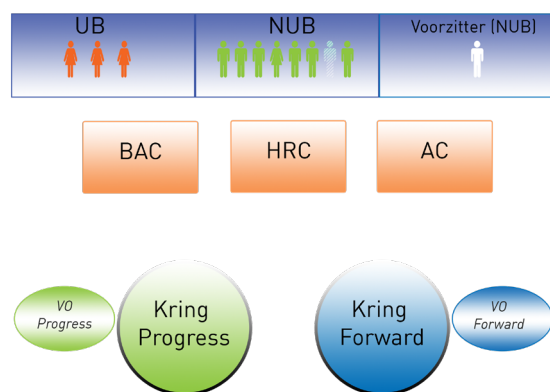 UB
NUB
Voorzitter (NUB)
BAC
HRC
AC
VO
Progress
Kring
Progress
Kring
Forward
VO
Forward